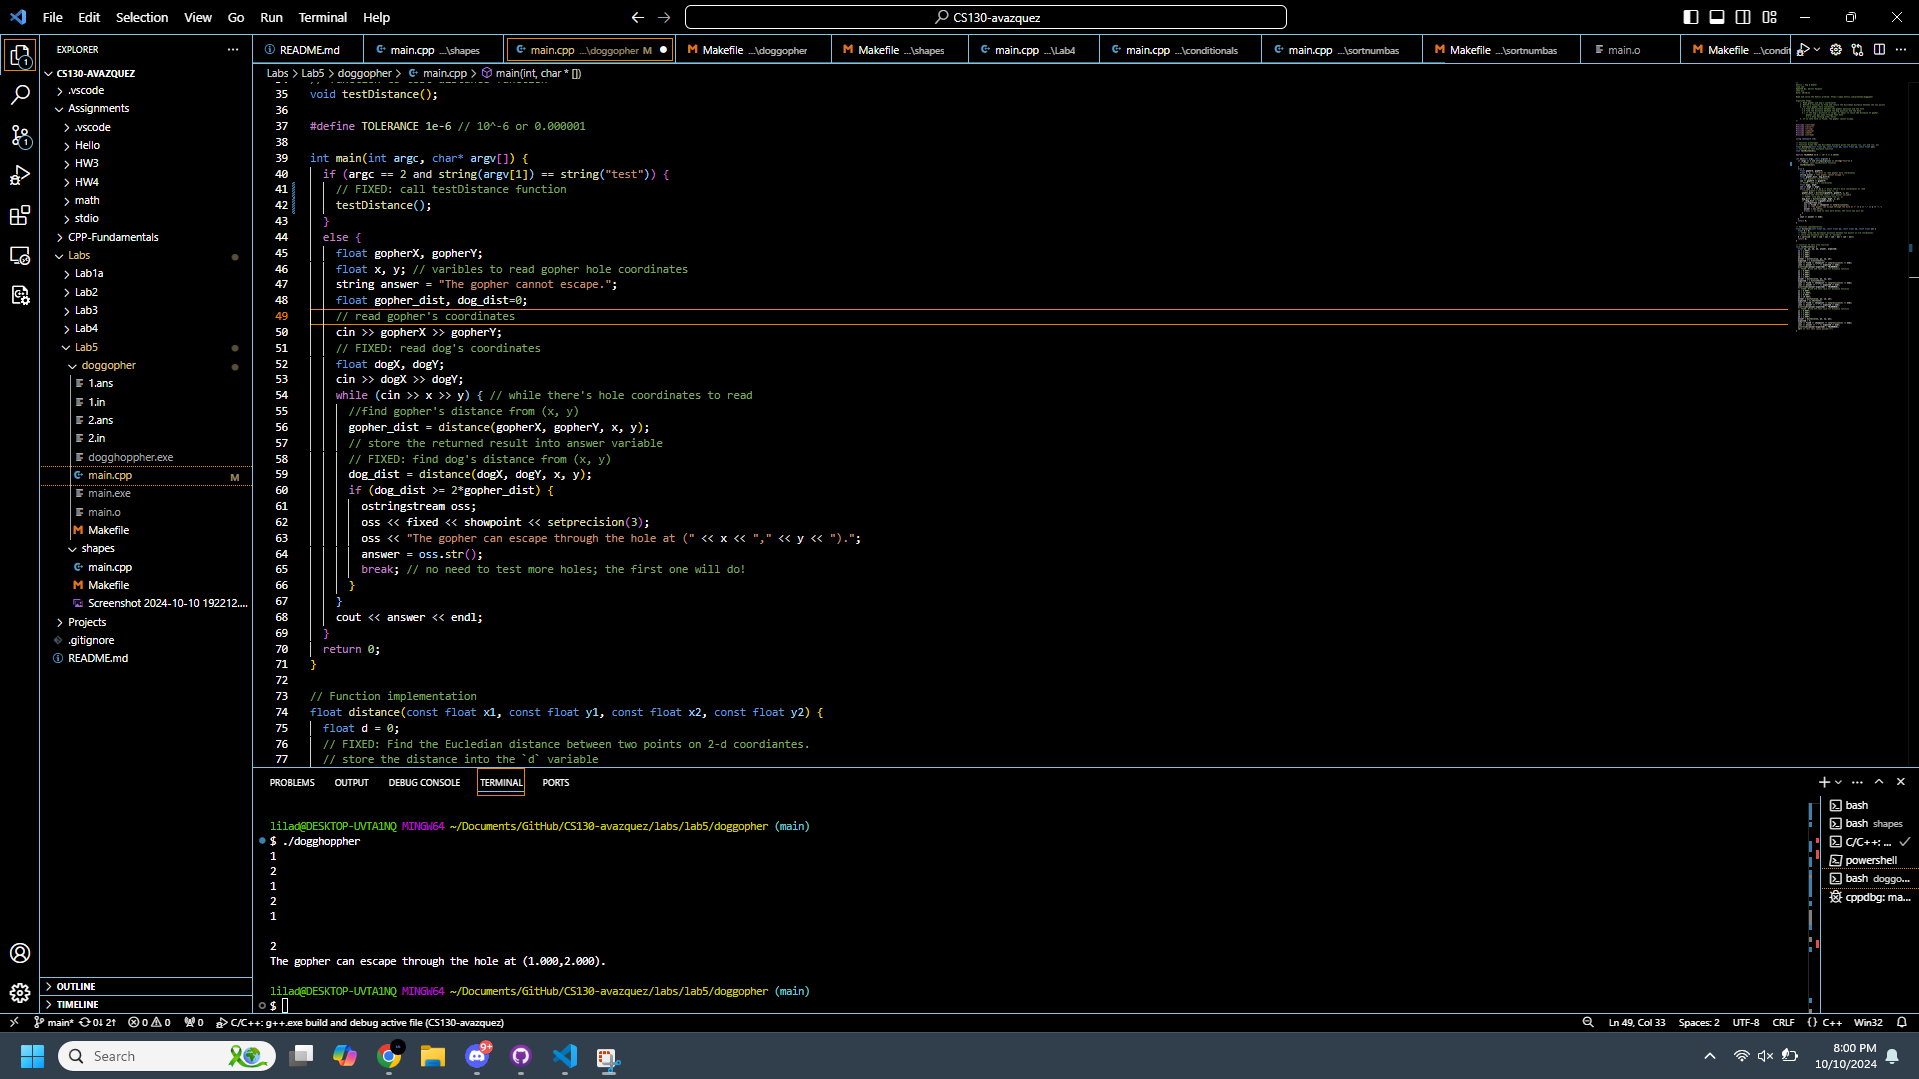 File Edit Selection View Go Run Terminal Help
CS130-avazquez
EXPLORER
README.md
main.cpp ...\shapes
main.cpp ...\doggopher M
Makefile ...\doggopher
Makefile ...\shapes
main.cpp ...\Lab4
main.cpp ...\conditionals
main.cpp ...\sortnumbas
Makefile ...\sortnumbas
main.o
Makefile ...\condi
Labs > Lab5 > doggopher > main.cpp > main(int, char * [])
CS130-AVAZQUEZ
.vscode
Assignments
.vscode
Hello
HW3
HW4
math
stdio
CPP-Fundamentals
Labs
Lab1a
Lab2
Lab3
Lab4
Lab5
doggopher
1.ans
1.in
2.ans
2.in
dogghoppher.exe
main.cpp M
main.exe
main.o
Makefile
shapes
main.cpp
Makefile
Screenshot 2024-10-10 192212....
Projects
.gitignore
README.md
OUTLINE
TIMELINE
35 void testDistance();
36
37 #define TOLERANCE 1e-6 // 10^-6 or 0.000001
38
39 int main(int argc, char* argv[]) {
40 if (argc == 2 and string(argv[1]) == string("test")) {
41 // FIXED: call testDistance function
42 testDistance();
43 }
44 else {
45 float gopherX, gopherY;
46 float x, y; // varibles to read gopher hole coordinates
47 string answer = "The gopher cannot escape.";
48 float gopher_dist, dog_dist=0;
49 // read gopher's coordinates
50 cin >> gopherX >> gopherY;
51 // FIXED: read dog's coordinates
52 float dogX, dogY;
53 cin >> dogX >> dogY;
54 while (cin >> x >> y) { // while there's hole coordinates to read
55 //find gopher's distance from (x, y)
56 gopher_dist = distance(gopherX, gopherY, x, y);
57 // store the returned result into answer variable
58 // FIXED: find dog's distance from (x, y)
59 dog_dist = distance(dogX, dogY, x, y);
60 if (dog_dist >= 2*gopher_dist) {
61 ostringstream oss;
62 oss << fixed << showpoint << setprecision(3);
63 oss << "The gopher can escape through the hole at (" << x << "," << y << ").";
64 answer = oss.str();
65 break; // no need to test more holes; the first one will do!
66 }
67 }
68 cout << answer << endl;
69 }
70 return 0;
71 }
72
73 // Function implementation
74 float distance(const float x1, const float y1, const float x2, const float y2) {
75 float d = 0;
76 // FIXED: Find the Eucledian distance between two points on 2-d coordiantes.
77 // store the distance into the `d` variable
PROBLEMS OUTPUT DEBUG CONSOLE TERMINAL PORTS
lilad@DESKTOP-UVTA1NQ MINGW64 ~/Documents/GitHub/CS130-avazquez/labs/lab5/doggopher (main)
$ ./dogghoppher
1
2
1
2
1
2
The gopher can escape through the hole at (1.000,2.000).
lilad@DESKTOP-UVTA1NQ MINGW64 ~/Documents/GitHub/CS130-avazquez/labs/lab5/doggopher (main)
$
bash
bash shapes
C/C++: ...
powershell
bash doggo...
cppdbg: ma...
main* 0↓ 2↑ 0 0 0 C/C++: g++.exe build and debug active file (CS130-avazquez)
Ln 49, Col 33 Spaces: 2 UTF-8 CRLF {} C++ Win32
Search
9+
8:00 PM
10/10/2024